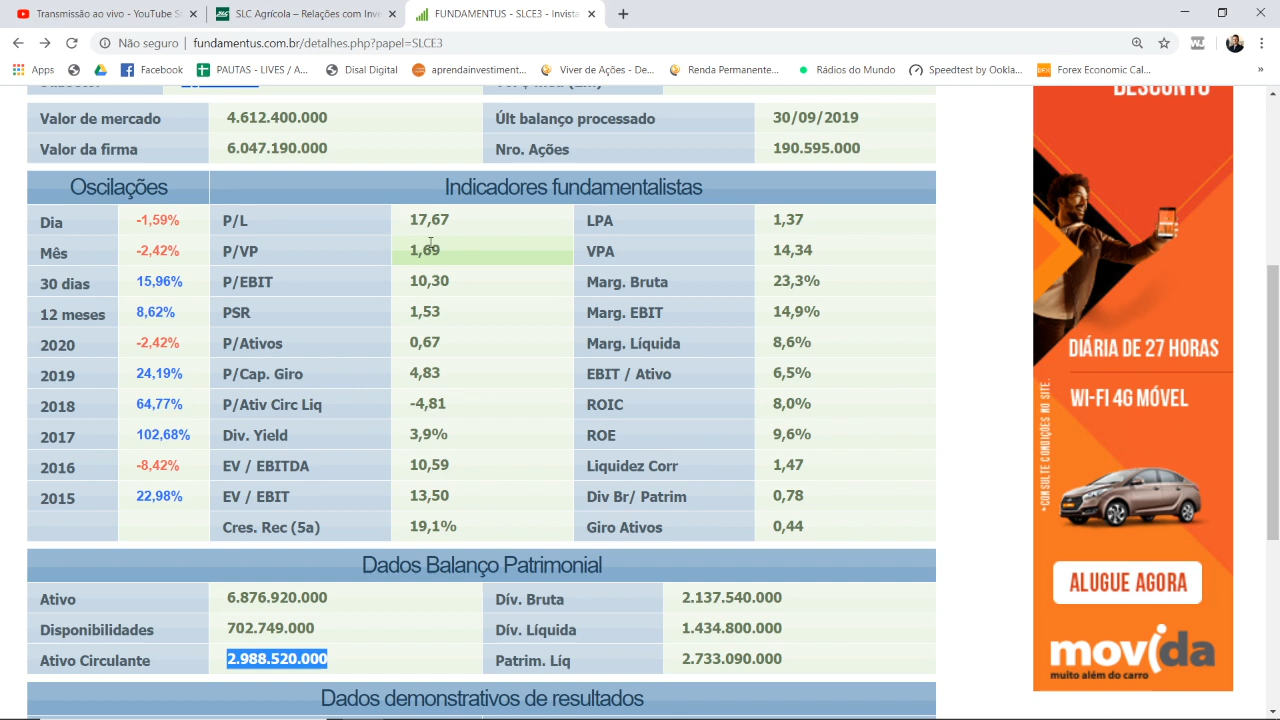 Transmissão ao vivo - YouTube S
SLC Agrícola – Relações com Inve
FUNDAMENTUS - SLCE3 - Invista
Não seguro | fundamentus.com.br/detalhes.php?papel=SLCE3
Apps
Facebook
PAUTAS - LIVES / A...
Disal Digital
aprendainvestiment...
Viver de Ações - De...
Renda Permanente...
Rádios do Mundo
Speedtest by Ookla...
Forex Economic Cal...
»
Valor de mercado 4.612.400.000 Últ balanço processado 30/09/2019
Valor da firma 6.047.190.000 Nro. Ações 190.595.000
Oscilações Indicadores fundamentalistas
Dia -1,59% P/L 17,67 LPA 1,37
Mês -2,42% P/VP 1,69 VPA 14,34
30 dias 15,96% P/EBIT 10,30 Marg. Bruta 23,3%
12 meses 8,62% PSR 1,53 Marg. EBIT 14,9%
2020 -2,42% P/Ativos 0,67 Marg. Líquida 8,6%
2019 24,19% P/Cap. Giro 4,83 EBIT / Ativo 6,5%
2018 64,77% P/Ativ Circ Liq -4,81 ROIC 8,0%
2017 102,68% Div. Yield 3,9% ROE 9,6%
2016 -8,42% EV / EBITDA 10,59 Liquidez Corr 1,47
2015 22,98% EV / EBIT 13,50 Div Br/ Patrim 0,78
Cres. Rec (5a) 19,1% Giro Ativos 0,44
Dados Balanço Patrimonial
Ativo 6.876.920.000 Dív. Bruta 2.137.540.000
Disponibilidades 702.749.000 Dív. Líquida 1.434.800.000
Ativo Circulante 2.988.520.000 Patrim. Líq 2.733.090.000
Dados demonstrativos de resultados
DESCONTO
DIÁRIA DE 27 HORAS
WI-FI 4G MÓVEL
*CONSULTE CONDIÇÕES NO SITE.
ALUGUE AGORA
movida
muito além do carro